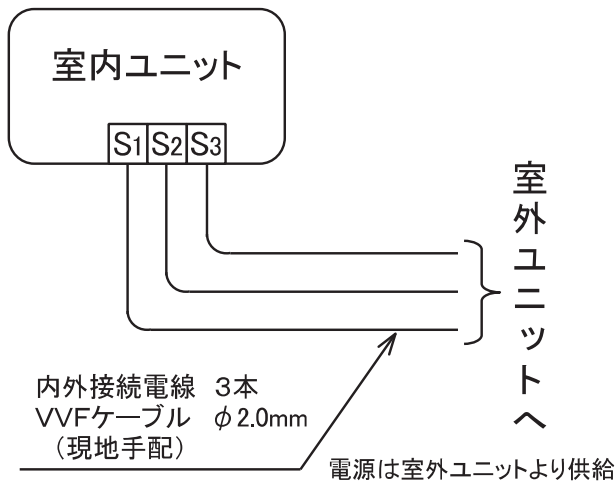 室内ユニット
S1 S2 S3
室外ユニットへ
内外接続電線 3本
VVFケーブル φ2.0mm
(現地手配)
電源は室外ユニットより供給